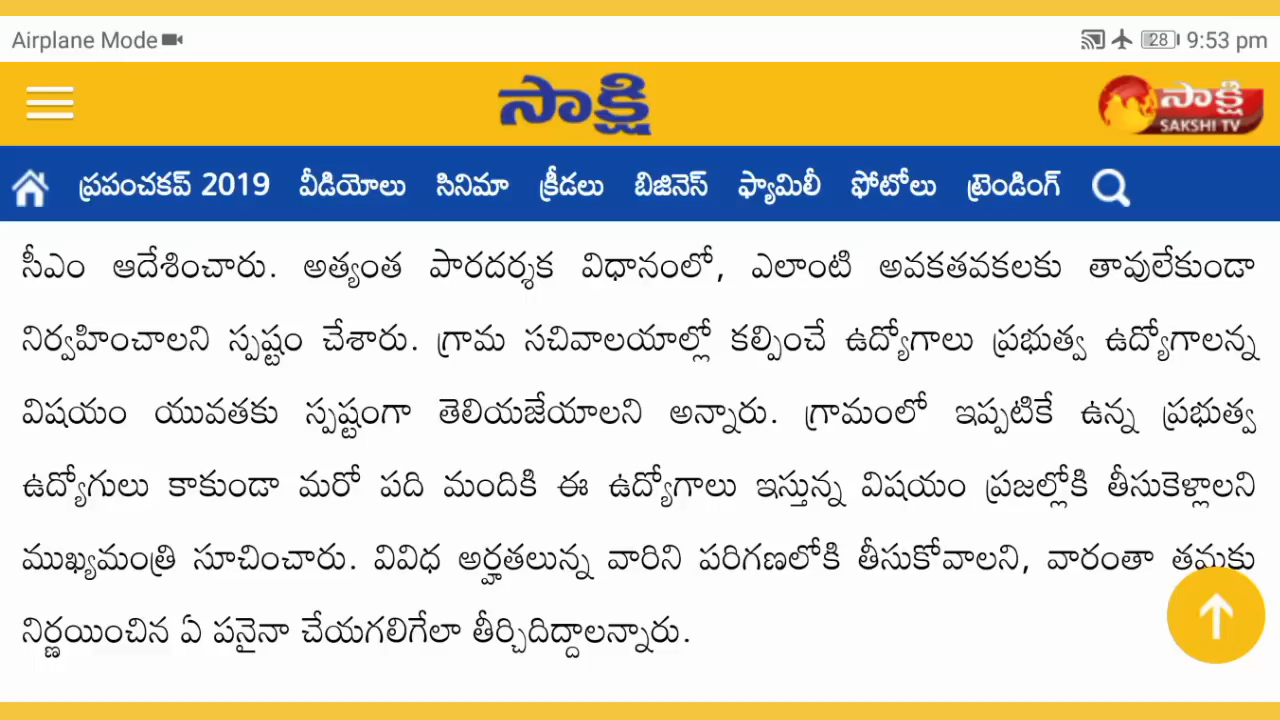 Airplane Mode 28 9:53 pm
సాక్షి సాక్షి
SAKSHI TV
ప్రపంచకప్ 2019 వీడియోలు సినిమా క్రీడలు బిజినెస్ ఫ్యామిలీ ఫోటోలు ట్రెండింగ్
సీఎం ఆదేశించారు. అత్యంత పారదర్శక విధానంలో, ఎలాంటి అవకతవకలకు తావులేకుండా
నిర్వహించాలని స్పష్టం చేశారు. గ్రామ సచివాలయాల్లో కల్పించే ఉద్యోగాలు ప్రభుత్వ ఉద్యోగాలన్న
విషయం యువతకు స్పష్టంగా తెలియజేయాలని అన్నారు. గ్రామంలో ఇప్పటికే ఉన్న ప్రభుత్వ
ఉద్యోగులు కాకుండా మరో పది మందికి ఈ ఉద్యోగాలు ఇస్తున్న విషయం ప్రజల్లోకి తీసుకెళ్లాలని
ముఖ్యమంత్రి సూచించారు. వివిధ అర్హతలున్న వారిని పరిగణలోకి తీసుకోవాలని, వారంతా తమకు
నిర్ణయించిన ఏ పనైనా చేయగలిగేలా తీర్చిదిద్దాలన్నారు.